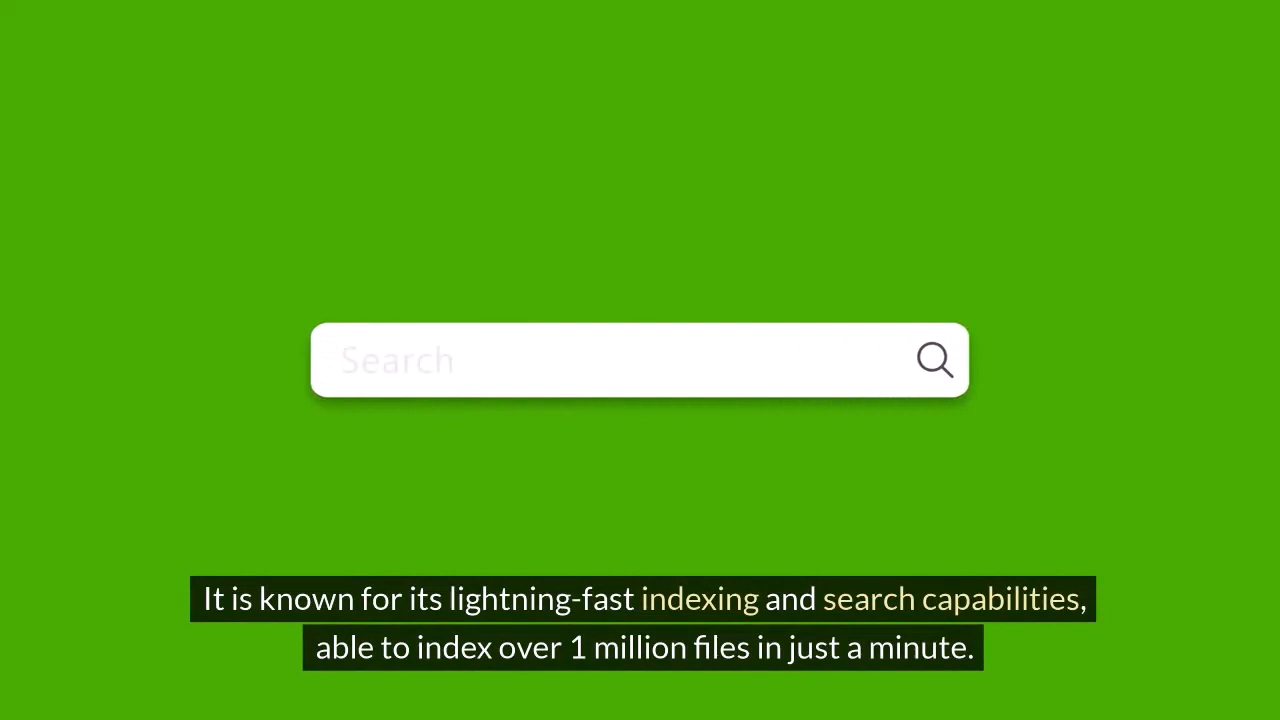 Search
It is known for its lightning-fast indexing and search capabilities,
able to index over 1 million files in just a minute.